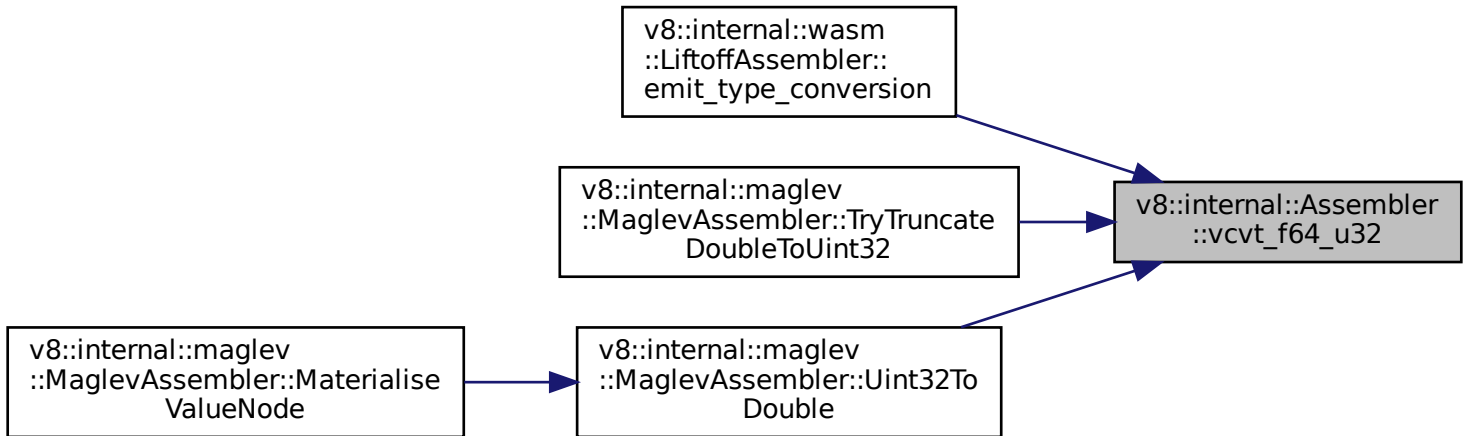 v8::internal::wasm
::LiftoffAssembler::
emit_type_conversion
v8::internal::maglev
::MaglevAssembler::TryTruncate
DoubleToUint32
v8::internal::Assembler
::vcvt_f64_u32
v8::internal::maglev
::MaglevAssembler::Materialise
ValueNode
v8::internal::maglev
::MaglevAssembler::Uint32To
Double